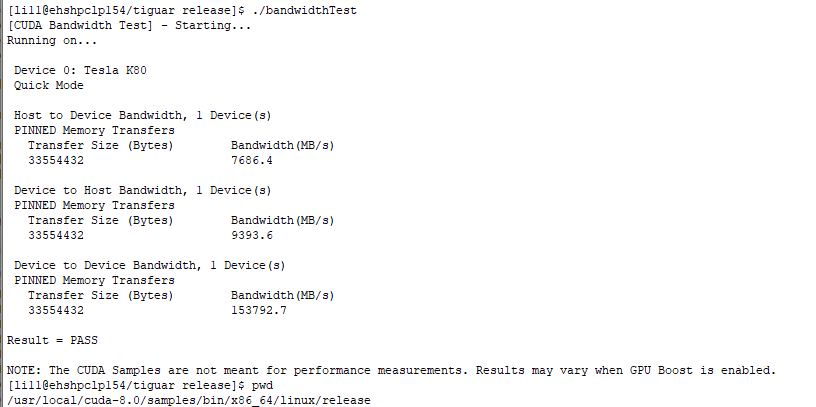 [lill@ehshpclp154/tiguar release]$ ./bandwidthTest
[CUDA Bandwidth Test] - Starting...
Running on...
Device 0: Tesla K80
Quick Mode
Host to Device Bandwidth, 1 Device(s)
PINNED Memory Transfers
Transfer Size (Bytes) Bandwidth(MB/s)
33554432 7686.4
Device to Host Bandwidth, 1 Device(s)
PINNED Memory Transfers
Transfer Size (Bytes) Bandwidth(MB/s)
33554432 9393.6
Device to Device Bandwidth, 1 Device(s)
PINNED Memory Transfers
Transfer Size (Bytes) Bandwidth(MB/s)
33554432 153792.7
Result = PASS
NOTE: The CUDA Samples are not meant for performance measurements. Results may vary when GPU Boost is enabled.
[lill@ehshpclp154/tiguar release]$ pwd
/usr/local/cuda-8.0/samples/bin/x86_64/linux/release